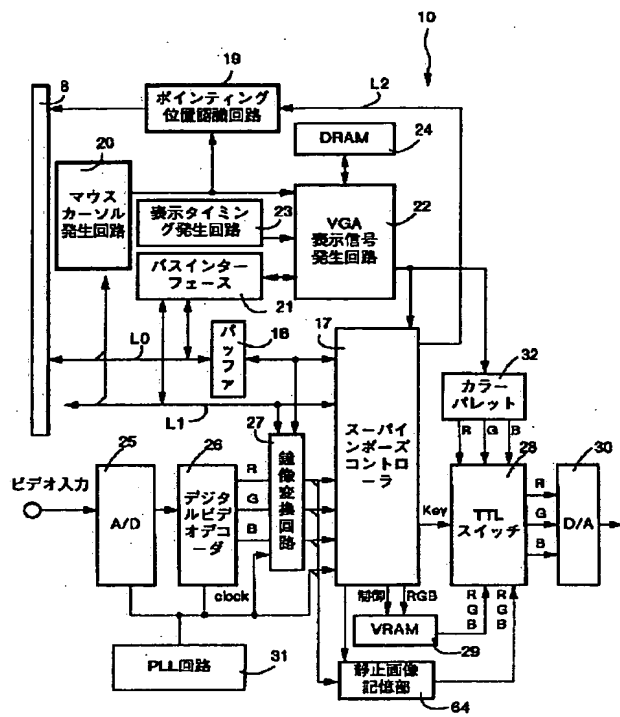 10
19
8
ポインティング
位置認識回路
L2
DRAM
24
20
マウス
カーソル
発生回路
表示タイミン
グ発生回路
23
VGA
表示信号
発生回路
22
バスインター
フェース
21
L0
バッファ
18
17
スーパインポーズコントローラ
32
カラー
パレット
R
G
B
L1
27
鏡像変換回路
25
A/D
26
デジタ
ルビデ
オデコ
ーダ
ビデオ入力
R
G
B
clock
Key
28
TTL
スイッチ
R
G
B
30
D/A
制御
RGB
VRAM
29
R
G
B
R
G
B
PLL回路
31
静止画像
記憶部
64